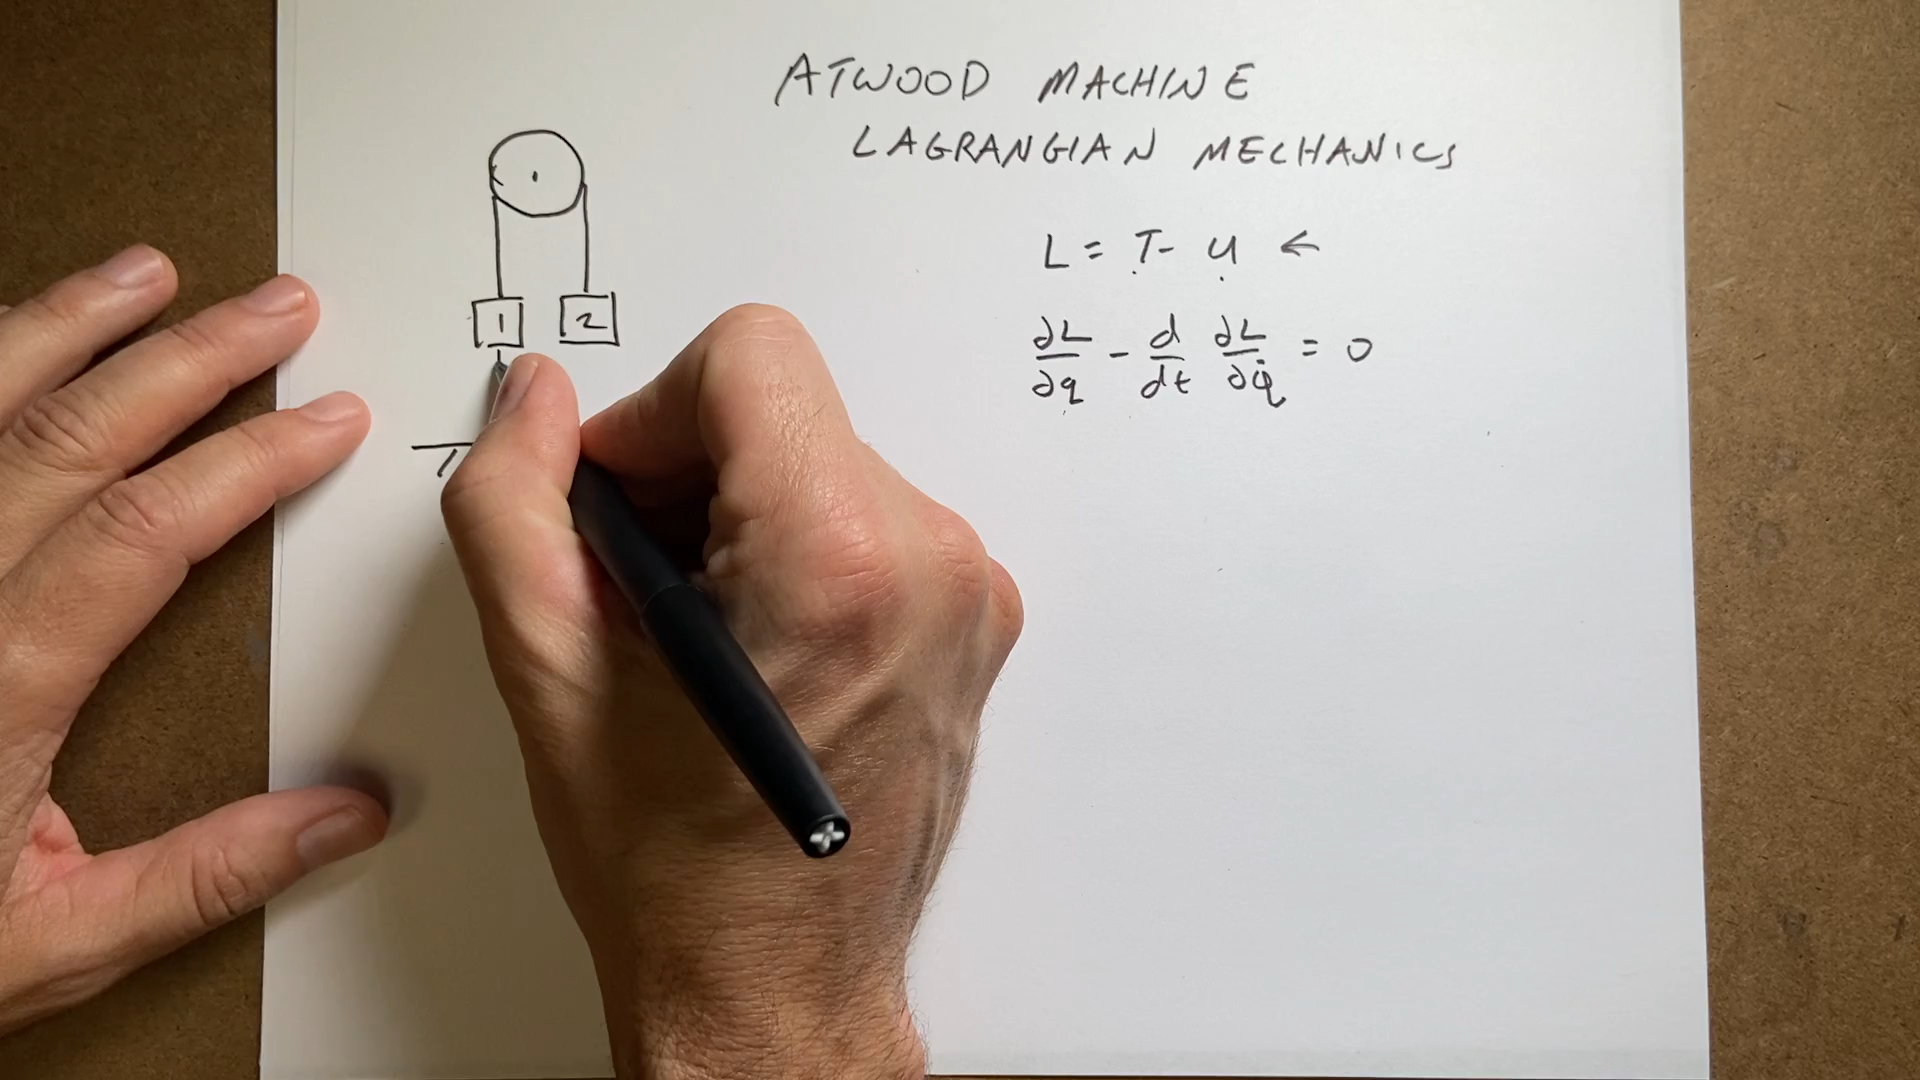 ATWOOD MACHINE
LAGRANGIAN MECHANICS
L = T - U ←
∂L/∂q - d/dt ∂L/∂q̇ = 0
1 2